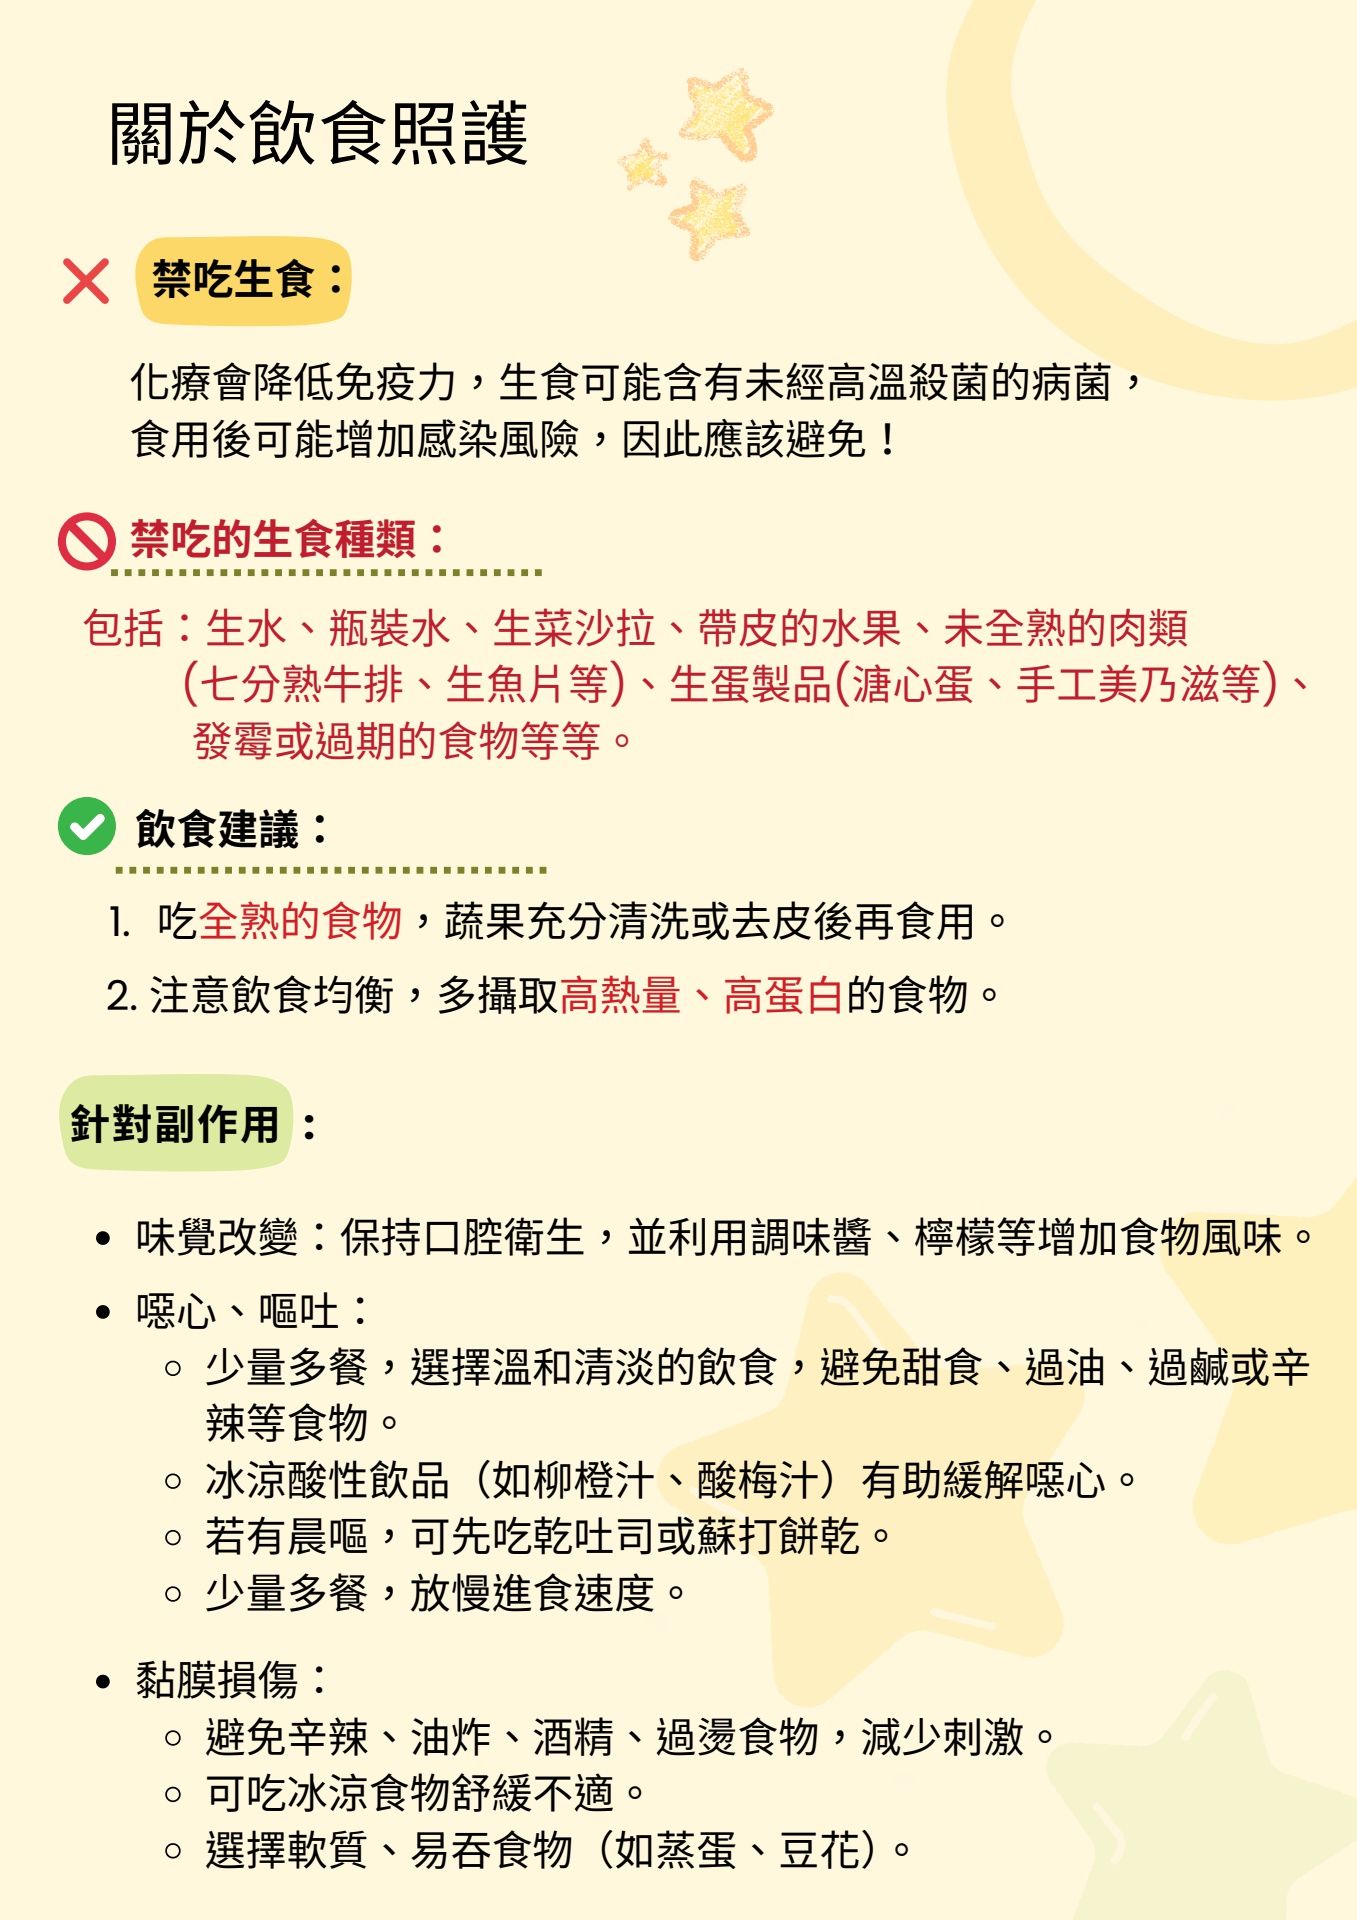 關於飲食照護
禁吃生食：
化療會降低免疫力，生食可能含有未經高溫殺菌的病菌，
食用後可能增加感染風險，因此應該避免！
禁吃的生食種類：
包括：生水、瓶裝水、生菜沙拉、帶皮的水果、未全熟的肉類
(七分熟牛排、生魚片等)、生蛋製品(溏心蛋、手工美乃滋等)、
發霉或過期的食物等等。
飲食建議：
1. 吃全熟的食物，蔬果充分清洗或去皮後再食用。
2. 注意飲食均衡，多攝取高熱量、高蛋白的食物。
針對副作用：
• 味覺改變：保持口腔衛生，並利用調味醬、檸檬等增加食物風味。
• 噁心、嘔吐：
○ 少量多餐，選擇溫和清淡的飲食，避免甜食、過油、過鹹或辛
辣等食物。
○ 冰涼酸性飲品（如柳橙汁、酸梅汁）有助緩解噁心。
○ 若有晨嘔，可先吃乾吐司或蘇打餅乾。
○ 少量多餐，放慢進食速度。
• 黏膜損傷：
○ 避免辛辣、油炸、酒精、過燙食物，減少刺激。
○ 可吃冰涼食物舒緩不適。
○ 選擇軟質、易吞食物（如蒸蛋、豆花）。